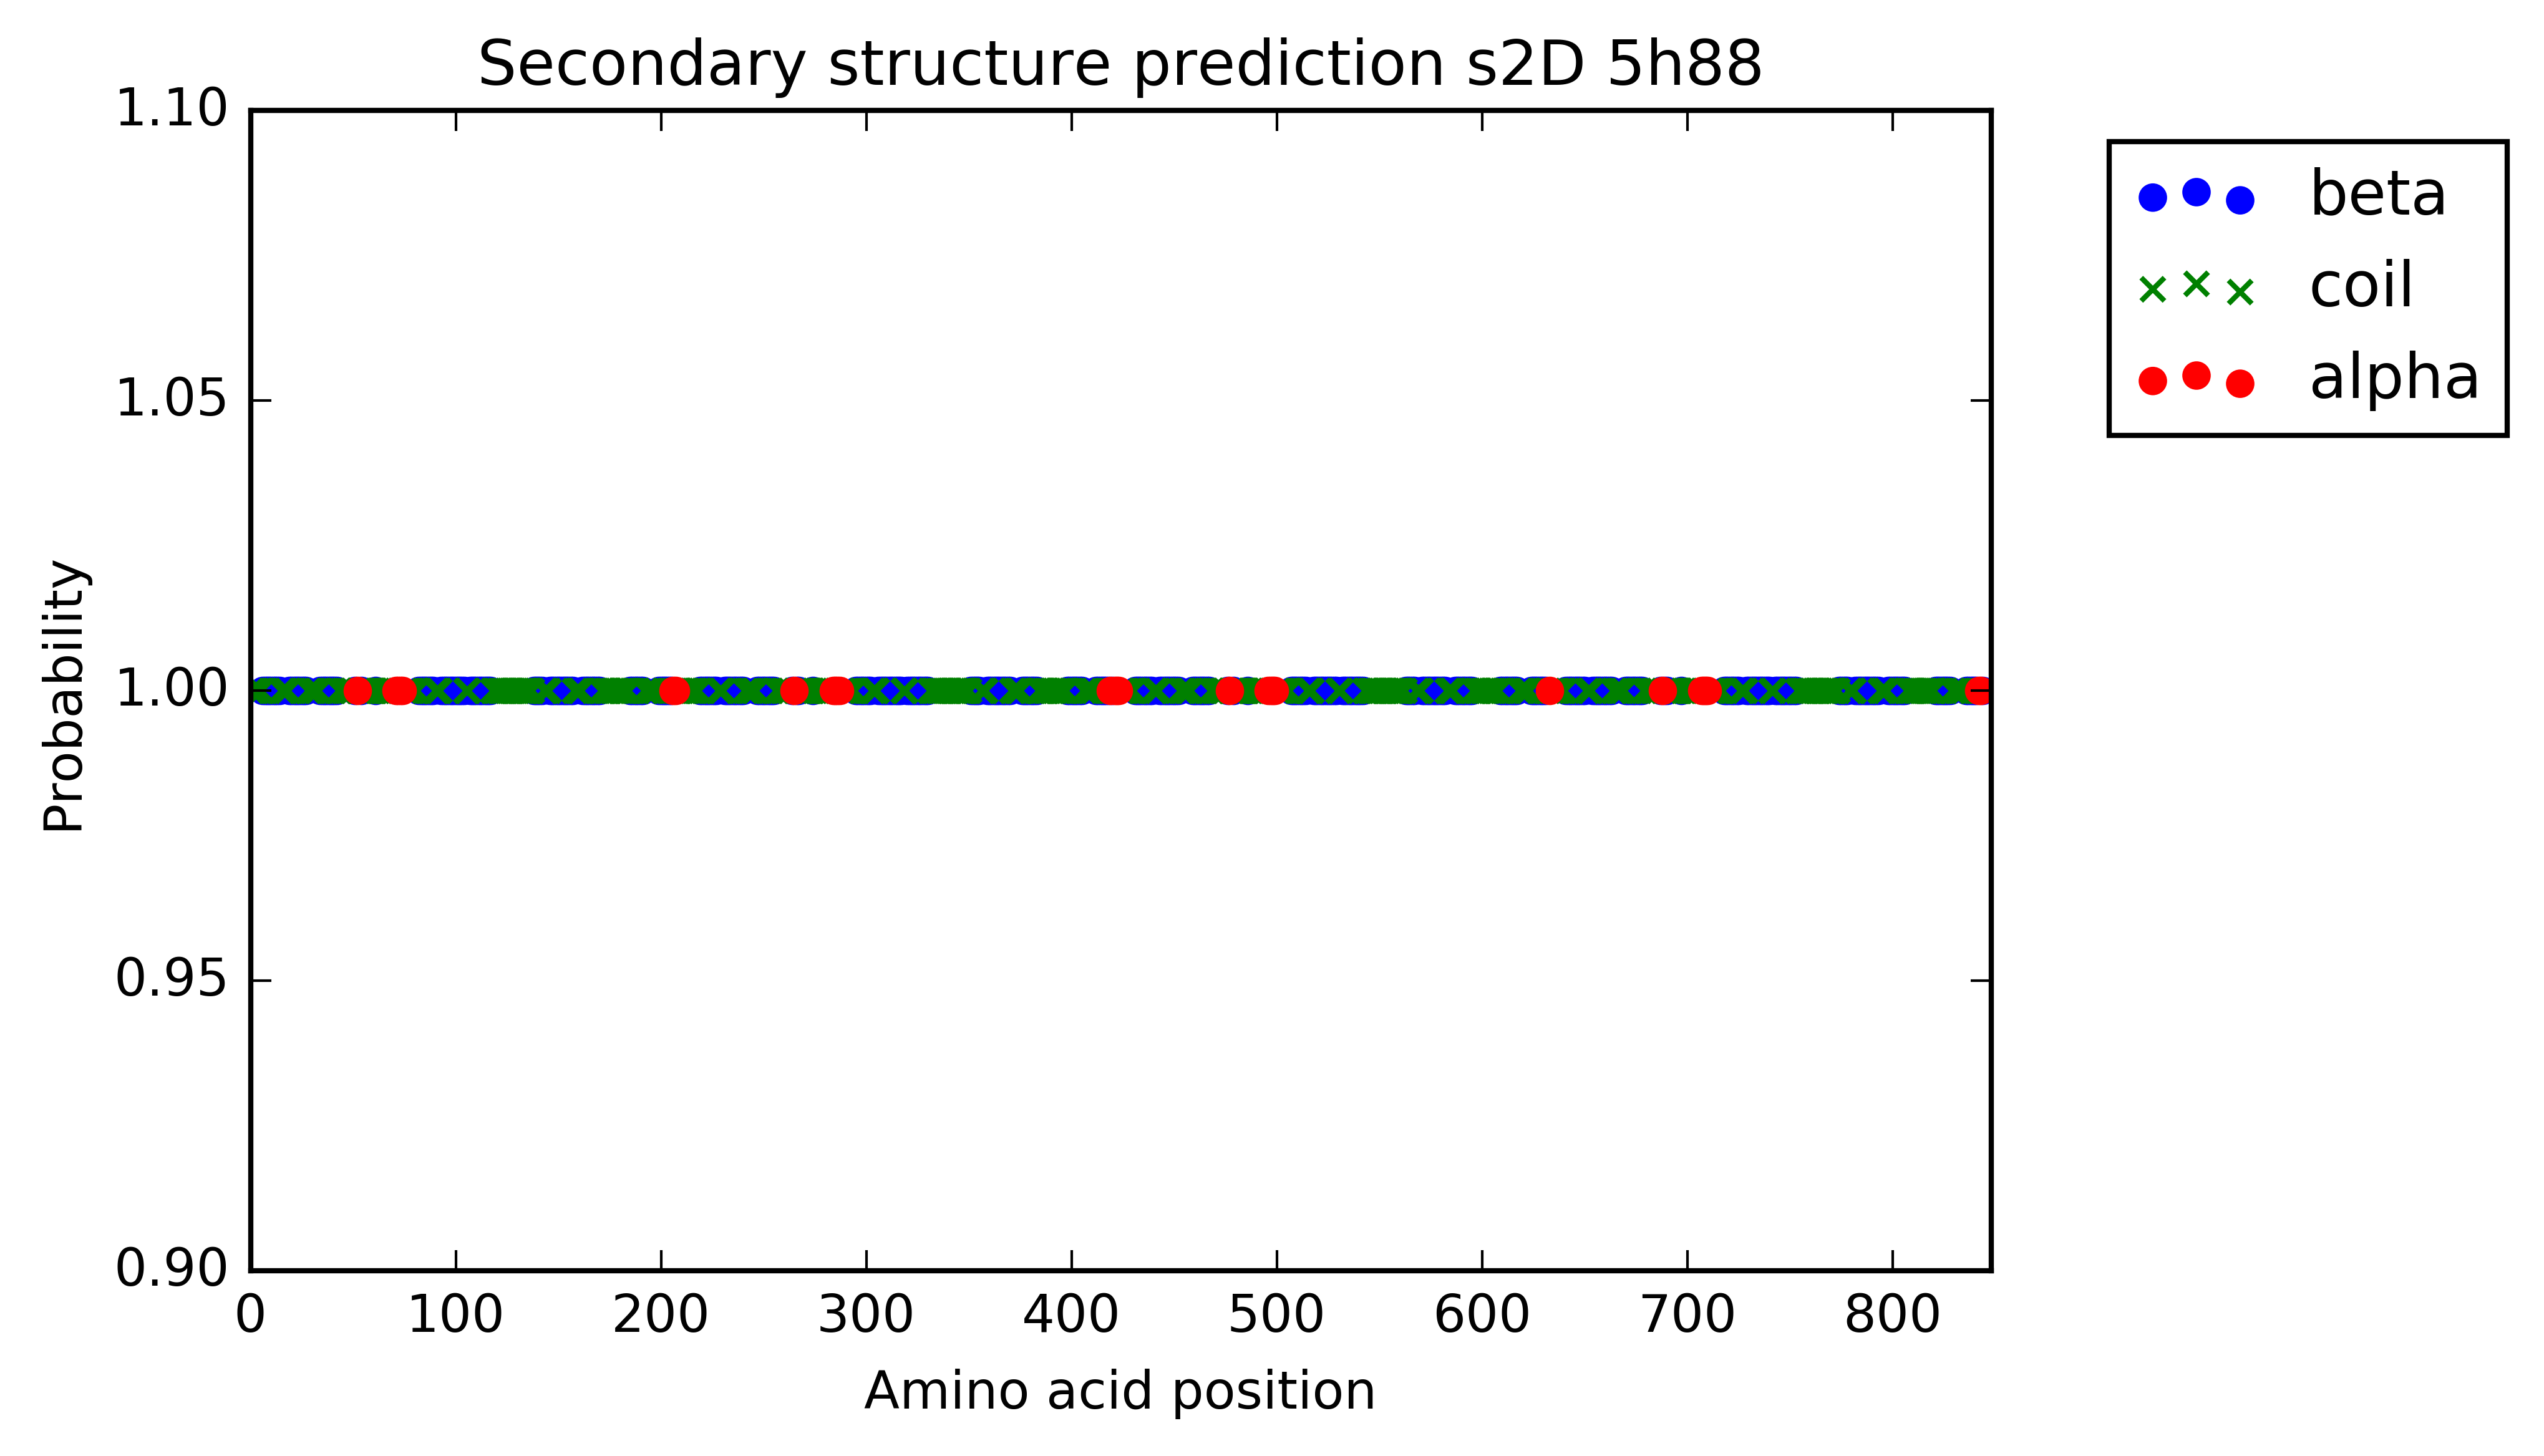 Secondary structure prediction s2D 5h88
1.10
1.05
1.00
0.95
0.90
Probability
0 100 200 300 400 500 600 700 800
Amino acid position
beta
coil
alpha